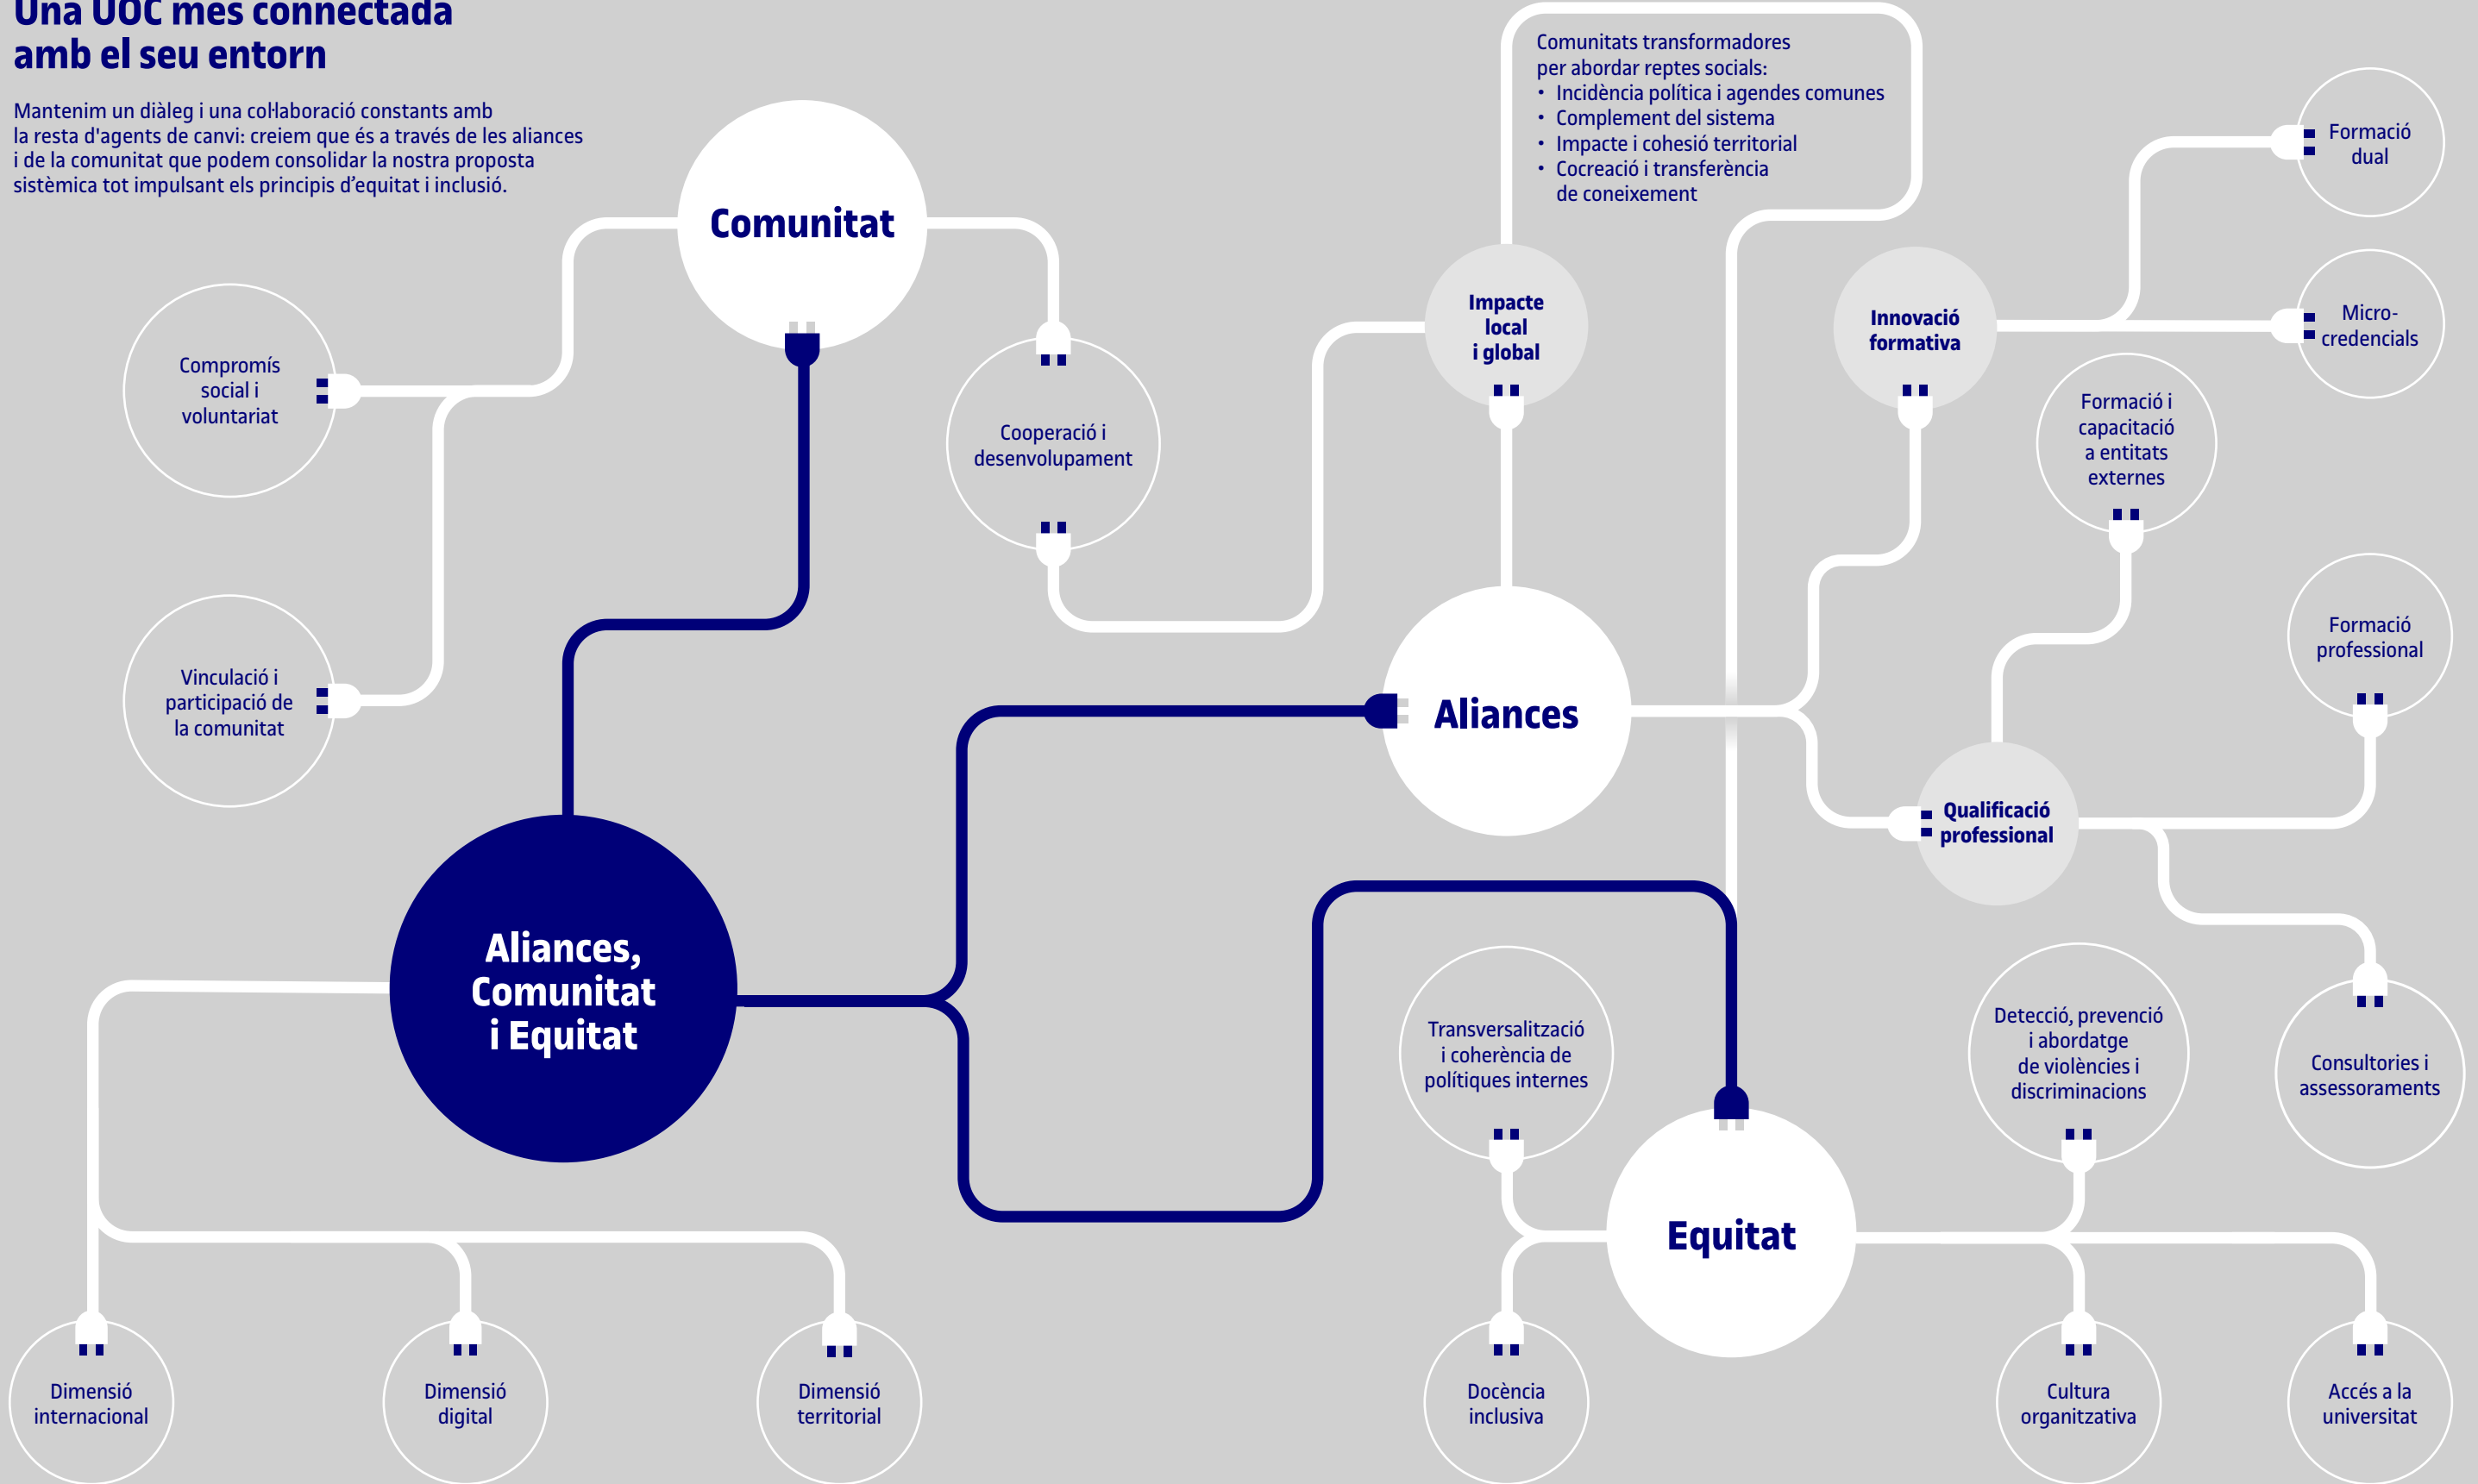 Una UOC més connectada
amb el seu entorn
Mantenim un diàleg i una col·laboració constants amb
la resta d'agents de canvi: creiem que és a través de les aliances
i de la comunitat que podem consolidar la nostra proposta
sistèmica tot impulsant els principis d’equitat i inclusió.
Comunitat
Comunitats transformadores
per abordar reptes socials:
• Incidència política i agendes comunes
• Complement del sistema
• Impacte i cohesió territorial
• Cocreació i transferència
de coneixement
Formació
dual
Impacte
local
i global
Innovació
formativa
Micro-
credencials
Compromís
social i
voluntariat
Cooperació i
desenvolupament
Formació i
capacitació
a entitats
externes
Vinculació i
participació de
la comunitat
Aliances
Formació
professional
Qualificació
professional
Aliances,
Comunitat
i Equitat
Transversalització
i coherència de
polítiques internes
Detecció, prevenció
i abordatge
de violències i
discriminacions
Consultories i
assessoraments
Equitat
Dimensió
internacional
Dimensió
digital
Dimensió
territorial
Docència
inclusiva
Cultura
organitzativa
Accés a la
universitat